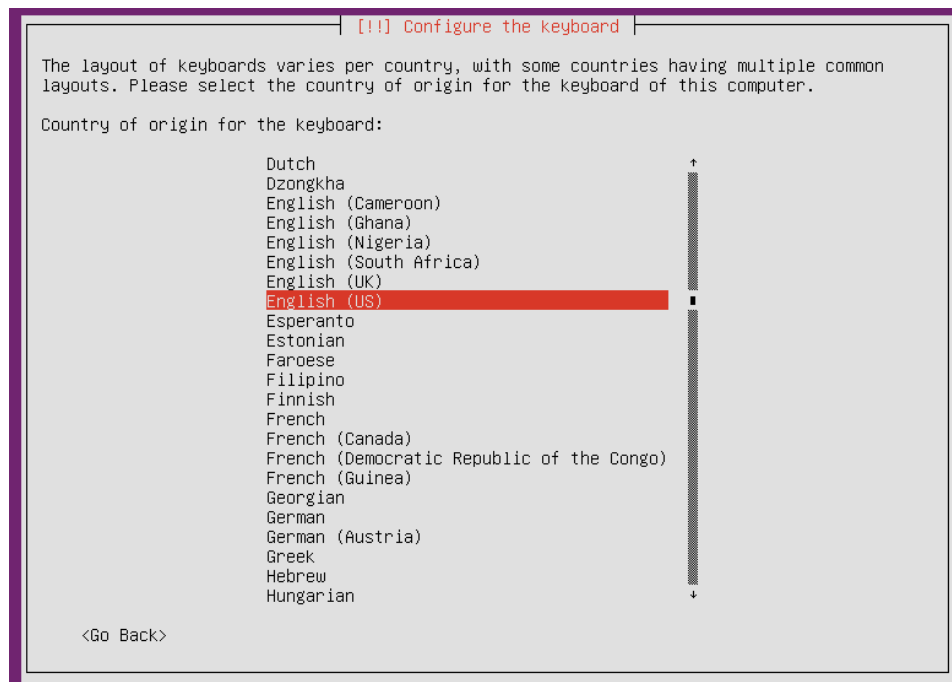 [!!] Configure the keyboard
The layout of keyboards varies per country, with some countries having multiple common
layouts. Please select the country of origin for the keyboard of this computer.
Country of origin for the keyboard:
Dutch
Dzongkha
English (Cameroon)
English (Ghana)
English (Nigeria)
English (South Africa)
English (UK)
English (US)
Esperanto
Estonian
Faroese
Filipino
Finnish
French
French (Canada)
French (Democratic Republic of the Congo)
French (Guinea)
Georgian
German
German (Austria)
Greek
Hebrew
Hungarian
<Go Back>